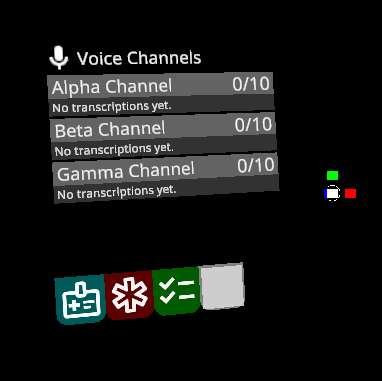 Voice Channels
Alpha Channel 0/10
No transcriptions yet.
Beta Channel 0/10
No transcriptions yet.
Gamma Channel 0/10
No transcriptions yet.